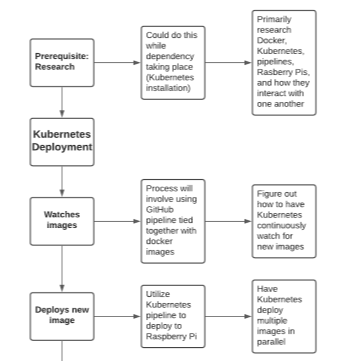 Prerequisite:
Research
Could do this
while
dependency
taking place
(Kubernetes
installation)
Primarily
research
Docker,
Kubernetes,
pipelines,
Rasberry Pis,
and how they
interact with
one another
Kubernetes
Deployment
Watches
images
Process will
involve using
GitHub
pipeline tied
together with
docker
images
Figure out
how to have
Kubernetes
continuously
watch for
new images
Deploys new
image
Utilize
Kubernetes
pipeline to
deploy to
Raspberry Pi
Have
Kubernetes
deploy
multiple
images in
parallel